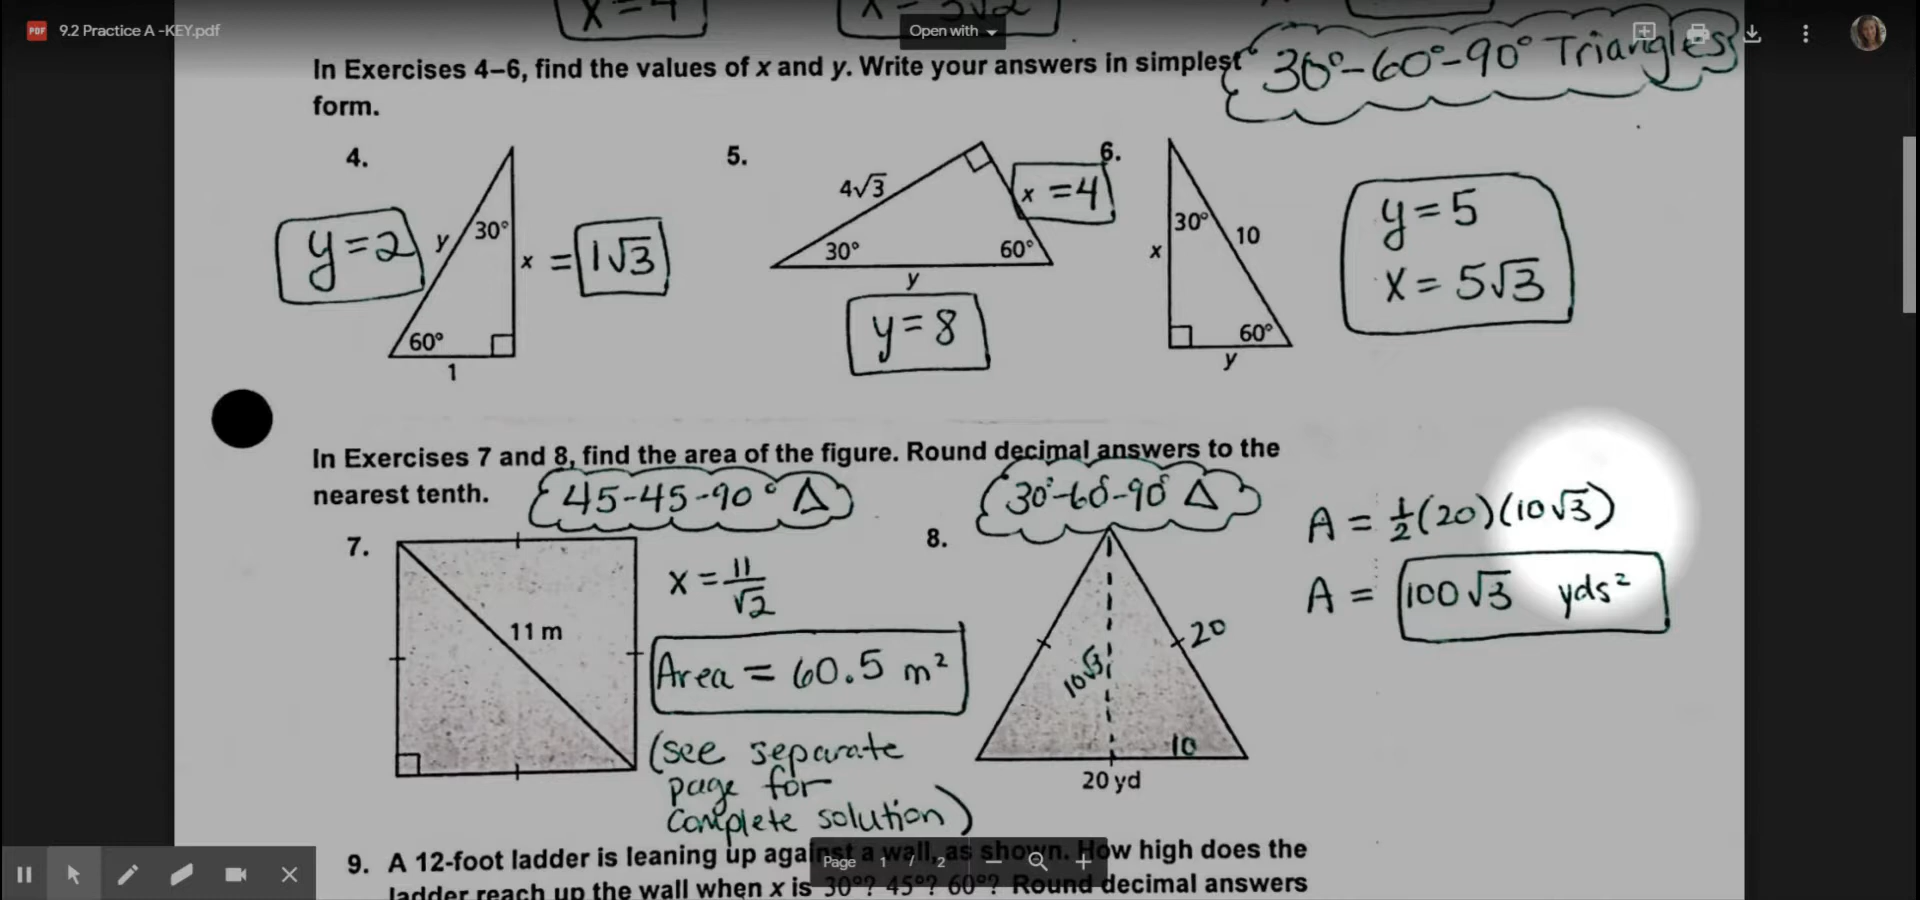 9.2 Practice A -KEY.pdf
Open with
In Exercises 4–6, find the values of x and y. Write your answers in simplest
form.
30°-60°-90° Triangles
4.
y=2
y
30°
x = 1√3
60°
1
5.
4√3
x = 4
30°
60°
y
y = 8
6.
30°
10
x
60°
y
y = 5
x = 5√3
In Exercises 7 and 8, find the area of the figure. Round decimal answers to the
nearest tenth.
45-45-90° Δ
30°-60°-90° Δ
7.
11 m
x = 11/√2
Area = 60.5 m²
(see separate
page for
complete solution)
8.
20
10√3
10
20 yd
A = ½(20)(10√3)
A = 100√3 yds²
9. A 12-foot ladder is leaning up against a wall, as shown. How high does the
ladder reach up the wall when x is 30°? 45°? 60°? Round decimal answers
Page 1 / 2